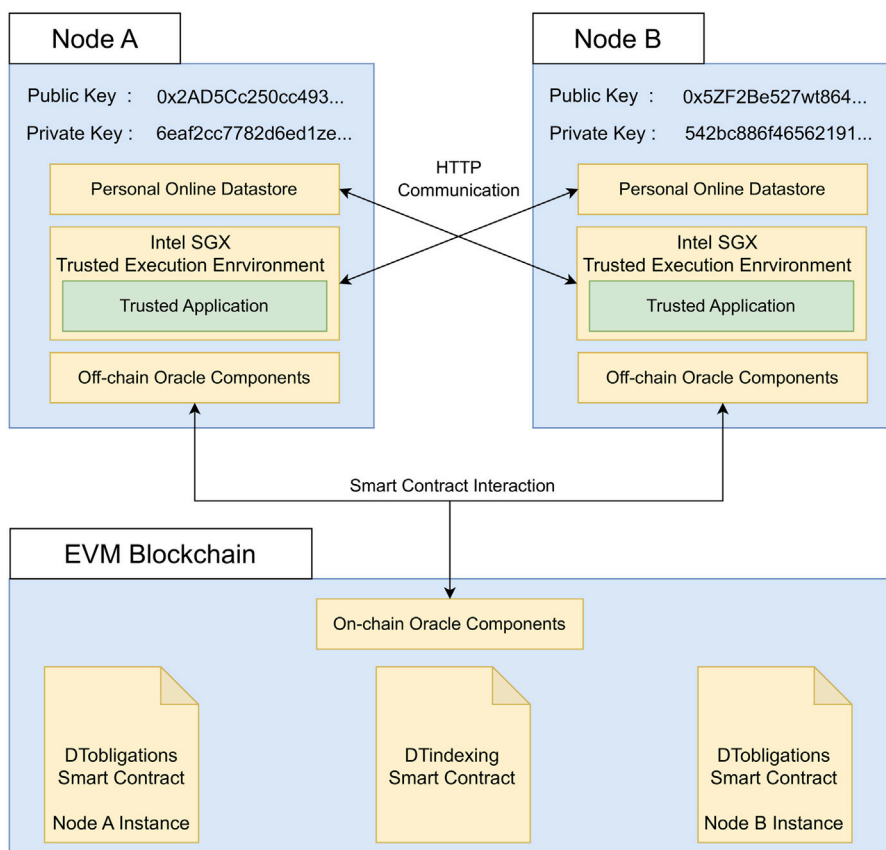 Node A
Public Key : 0x2AD5Cc250cc493...
Private Key : 6eaf2cc7782d6ed1ze...
Personal Online Datastore
Intel SGX
Trusted Execution Enrvironment
Trusted Application
Off-chain Oracle Components
HTTP
Communication
Node B
Public Key : 0x5ZF2Be527wt864...
Private Key : 542bc886f46562191...
Personal Online Datastore
Intel SGX
Trusted Execution Enrvironment
Trusted Application
Off-chain Oracle Components
Smart Contract Interaction
EVM Blockchain
On-chain Oracle Components
DTobligations
Smart Contract
Node A Instance
DTindexing
Smart Contract
DTobligations
Smart Contract
Node B Instance